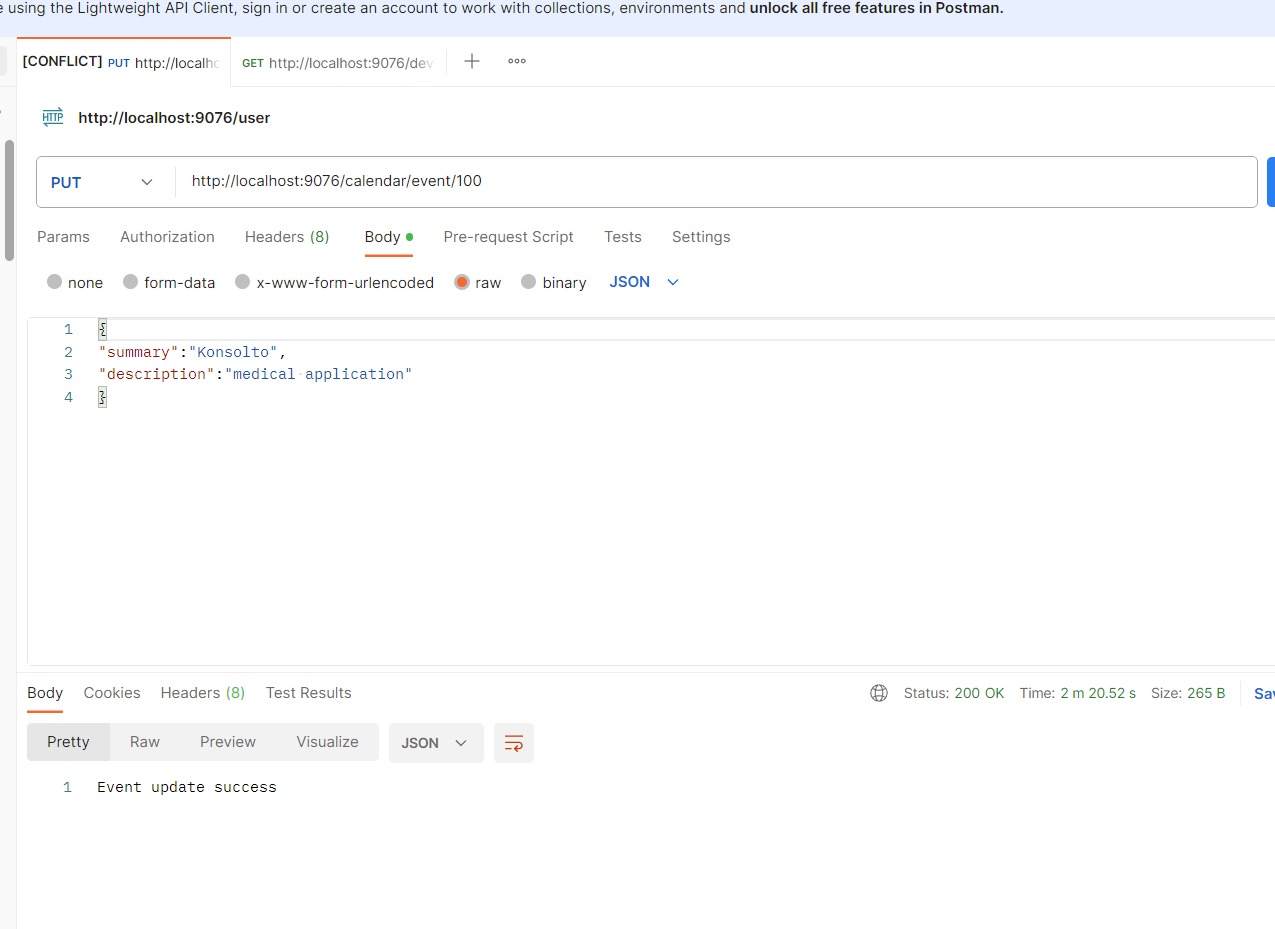 using the Lightweight API Client, sign in or create an account to work with collections, environments and unlock all free features in Postman.
[CONFLICT] PUT http://localhc GET http://localhost:9076/dev
HTTP http://localhost:9076/user
PUT http://localhost:9076/calendar/event/100
Params Authorization Headers (8) Body Pre-request Script Tests Settings
none form-data x-www-form-urlencoded raw binary JSON
1 {
2 "summary":"Konsolto",
3 "description":"medical application"
4 }
Body Cookies Headers (8) Test Results Status: 200 OK Time: 2 m 20.52 s Size: 265 B Sav
Pretty Raw Preview Visualize JSON
1 Event update success